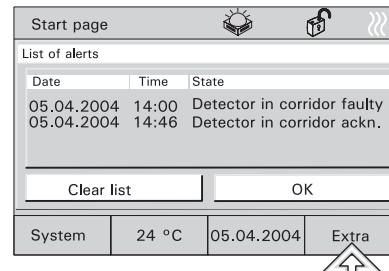 Start page
List of alerts
Date Time State
05.04.2004 14:00 Detector in corridor faulty
05.04.2004 14:46 Detector in corridor ackn.
Clear list OK
System 24 °C 05.04.2004 Extra